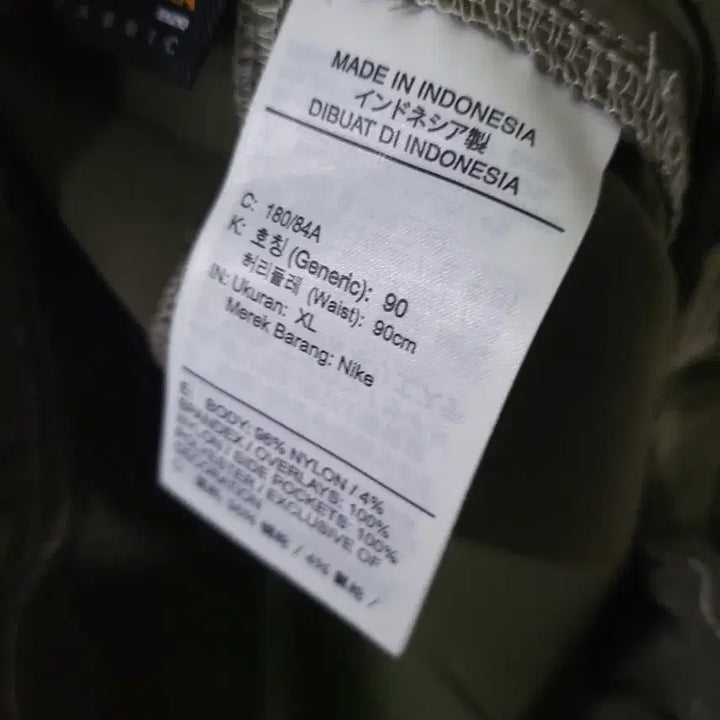 FABRIC
MADE IN INDONESIA
インドネシア製
DIBUAT DI INDONESIA
C: 180/84A
K: 호칭 (Generic): 90
허리둘레 (Waist): 90cm
IN: Ukuran: XL
Merek Barang: Nike
E: BODY: 96% NYLON / 4%
SPANDEX / OVERLAYS: 100%
NYLON / SIDE POCKETS: 100%
POLYESTER / EXCLUSIVE OF
DECORATION